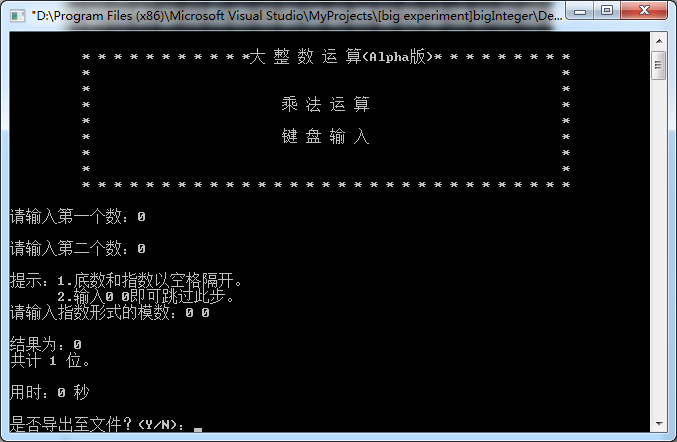 "D:\Program Files (x86)\Microsoft Visual Studio\MyProjects\[big experiment]bigInteger\De...
* * * * * * * * * * *大 整 数 运 算(Alpha版)* * * * * * * * *
* *
* *
* 乘 法 运 算 *
* *
* 键 盘 输 入 *
* *
* *
* * * * * * * * * * * * * * * * * * * * * * * * * * * * * * *
请输入第一个数：0
请输入第二个数：0
提示：1.底数和指数以空格隔开。
2.输入0 0即可跳过此步。
请输入指数形式的模数：0 0
结果为：0
共计 1 位。
用时：0 秒
是否导出至文件？(Y/N)：